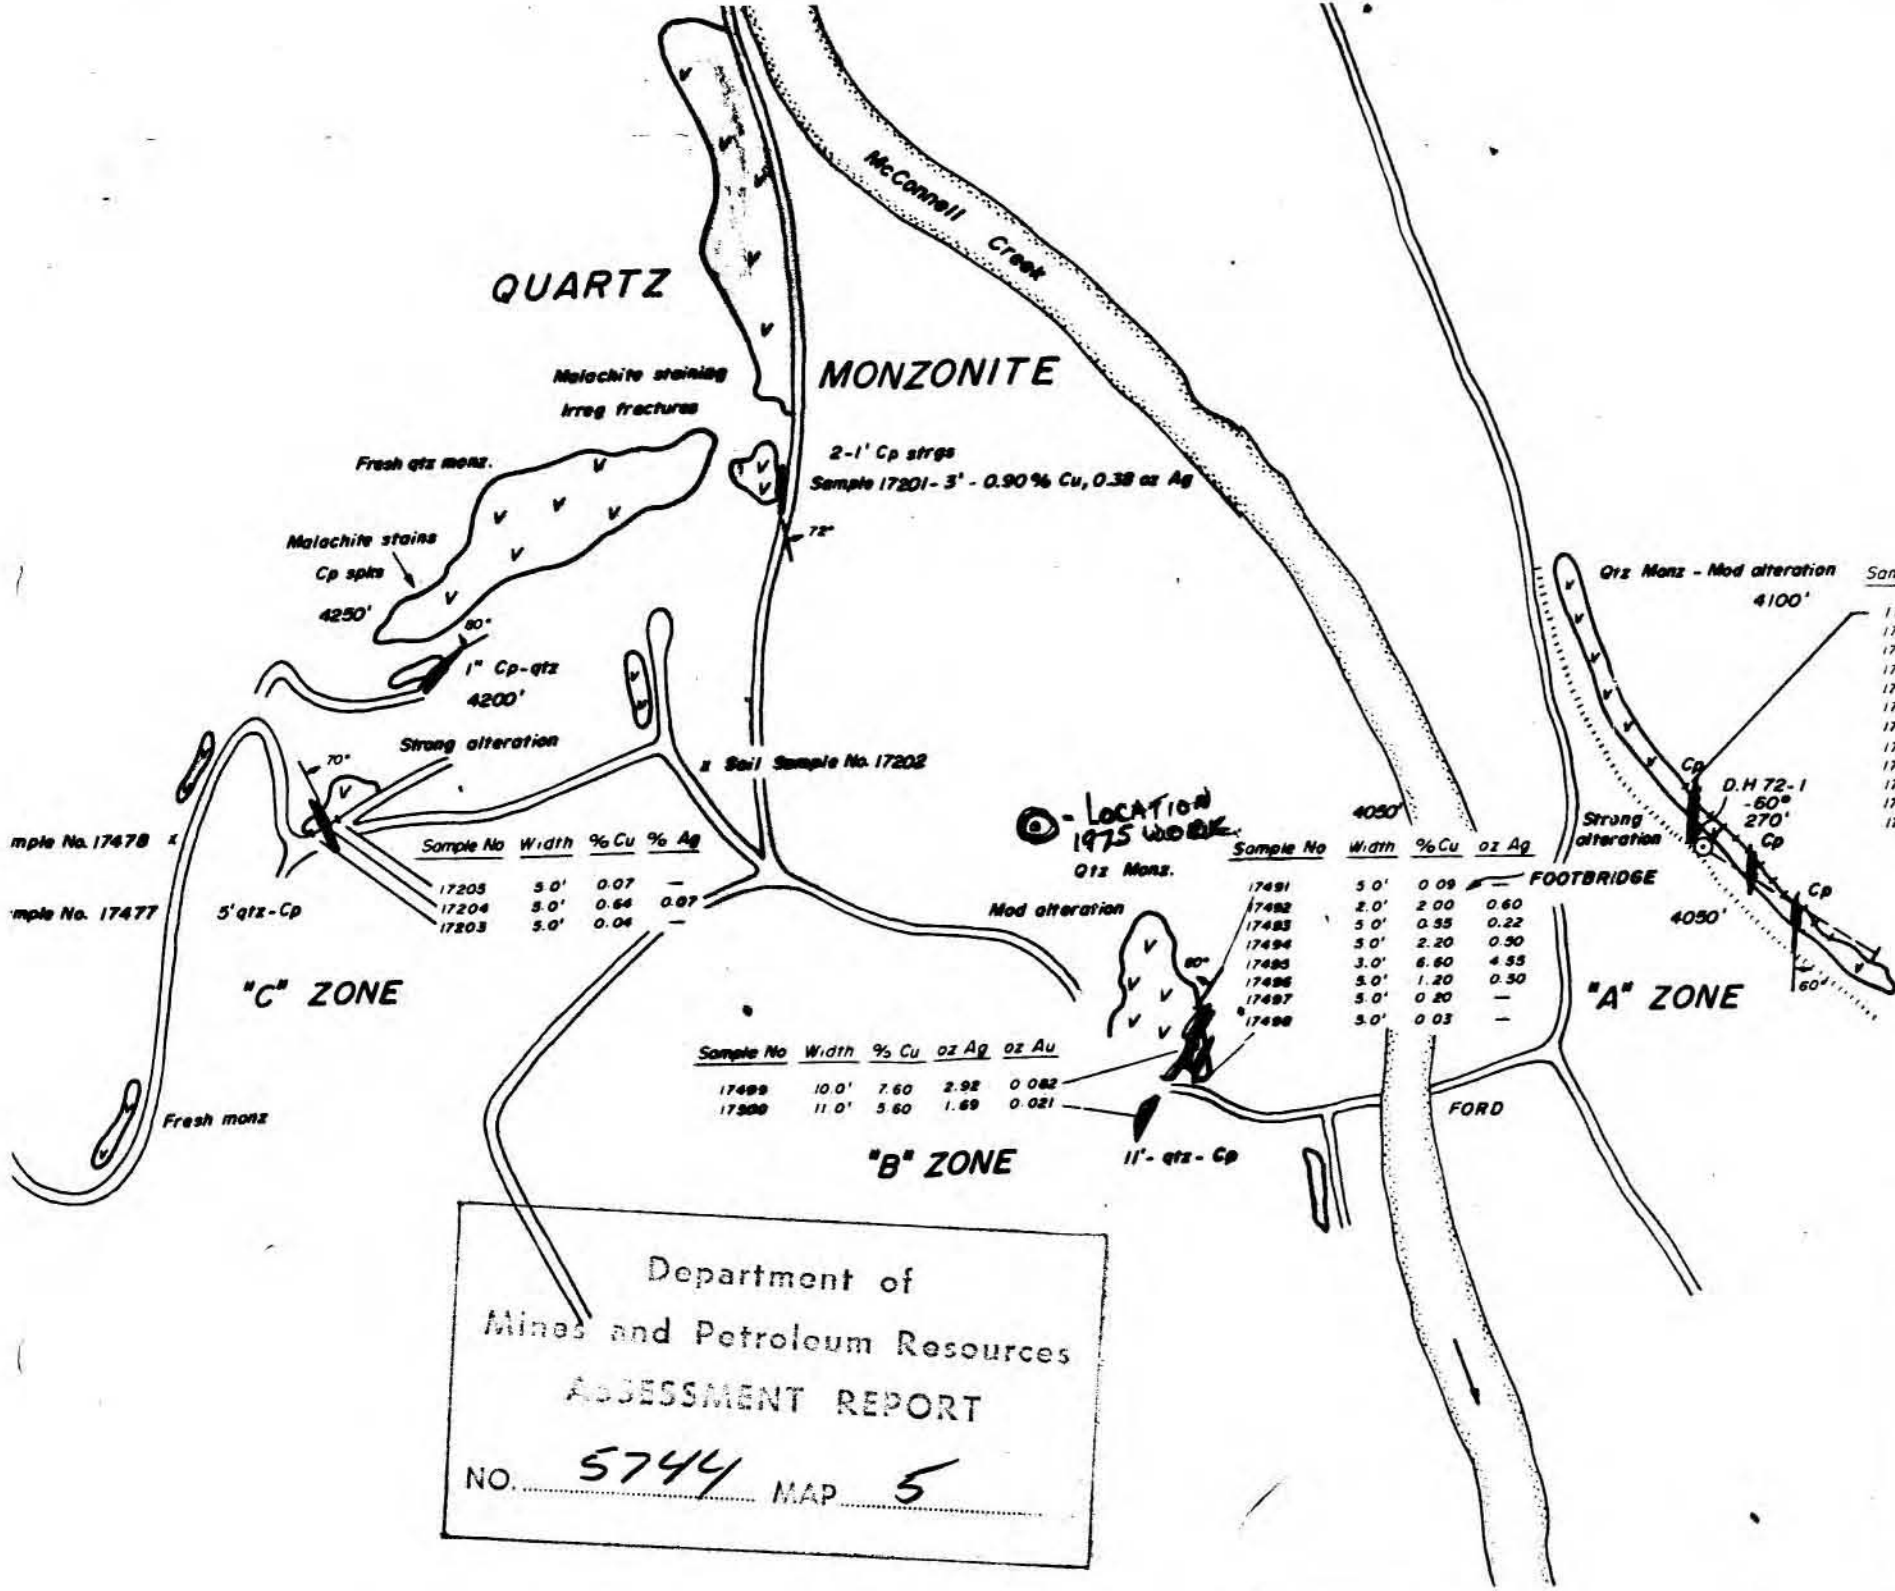 McConnell
Creek
QUARTZ
MONZONITE
Malachite staining
Irreg fractures
Fresh qtz monz.
2-1' Cp strgs
Sample 17201 - 3' - 0.90 % Cu, 0.38 oz Ag
72°
Malachite stains
Cp spks
4250'
80°
1" Cp-qtz
4200'
Strong alteration
70°
x Soil Sample No. 17202
Qtz Monz - Mod alteration
4100'
Cp
D.H 72-1
-60°
270'
Cp
Strong
alteration
Cp
4050'
60°
"A" ZONE
- LOCATION
1975 WORK
Qtz Monz.
4050'
Sample No Width % Cu oz Ag
17491 5.0' 0.09 —
17492 2.0' 2.00 0.60
17493 5.0' 0.55 0.22
17494 5.0' 2.20 0.90
17495 3.0' 6.60 4.55
17496 5.0' 1.20 0.50
17497 5.0' 0.20 —
17498 5.0' 0.03 —
FOOTBRIDGE
Mod alteration
80°
mple No. 17478 x
mple No. 17477
5' qtz-Cp
Sample No Width % Cu % Ag
17205 5.0' 0.07 —
17204 5.0' 0.64 0.07
17203 5.0' 0.04 —
"C" ZONE
Fresh monz
Sample No Width % Cu oz Ag oz Au
17499 10.0' 7.60 2.92 0.082
17500 11.0' 5.60 1.69 0.021
"B" ZONE
11'- qtz - Cp
FORD
Department of
Mines and Petroleum Resources
ASSESSMENT REPORT
NO. 5744 MAP 5